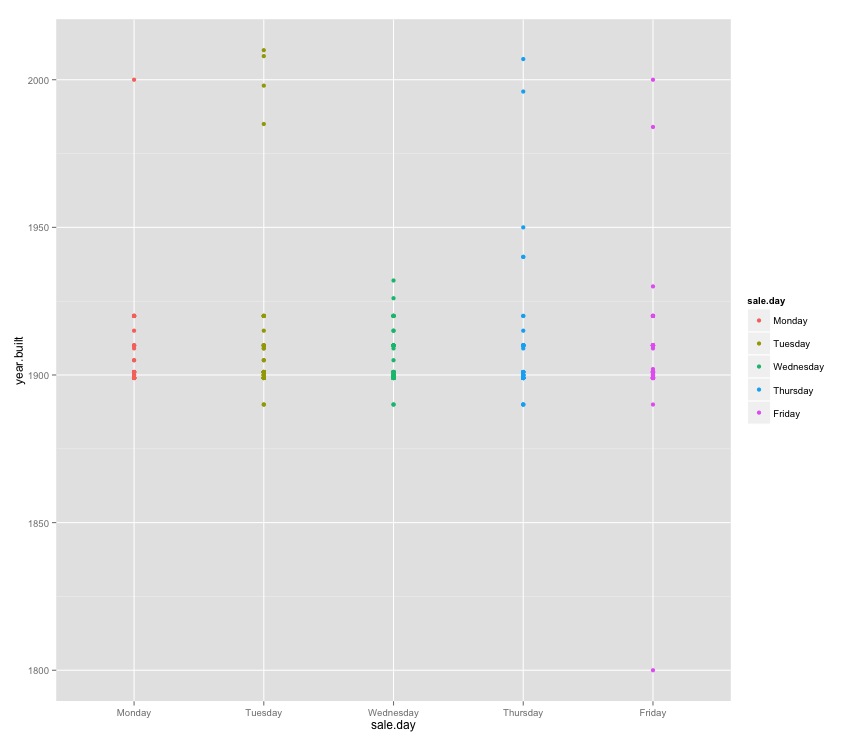 2000
1950
1900
1850
1800
year.built
Monday Tuesday Wednesday Thursday Friday
sale.day
sale.day
Monday
Tuesday
Wednesday
Thursday
Friday